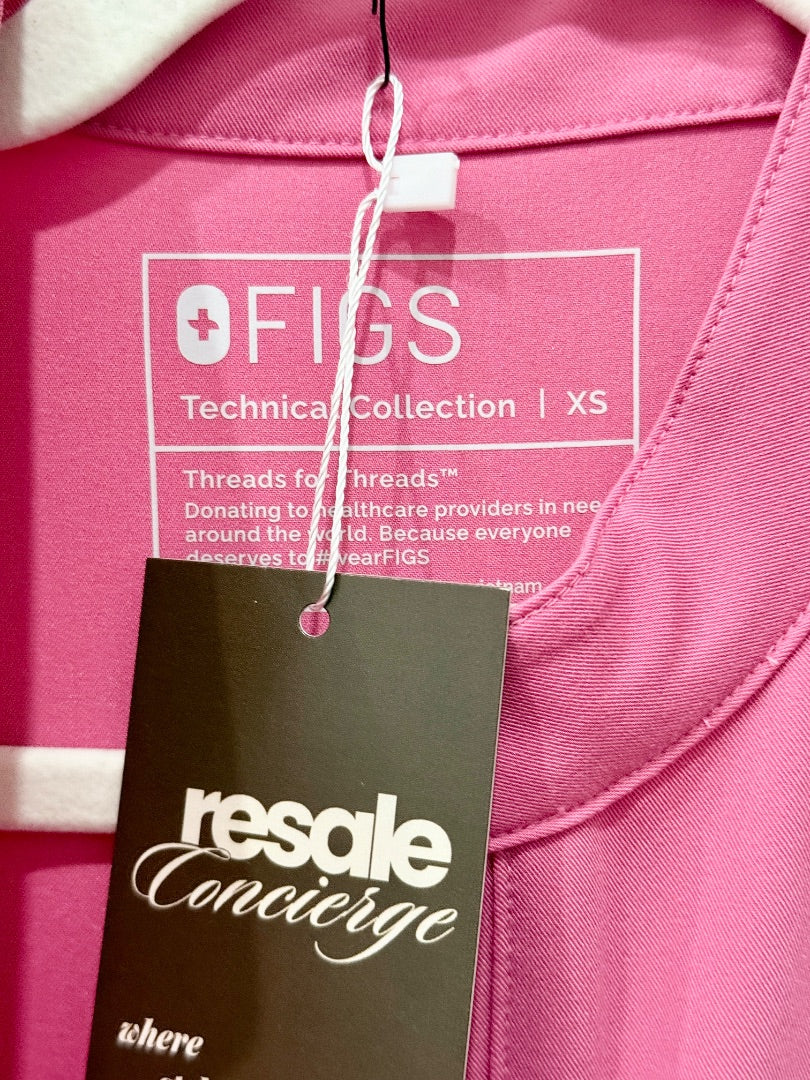 FIGS
Technical Collection | XS
Threads for Threads™
Donating to healthcare providers in nee
around the world. Because everyone
deserves to #wearFIGS
resale
Concierge
where